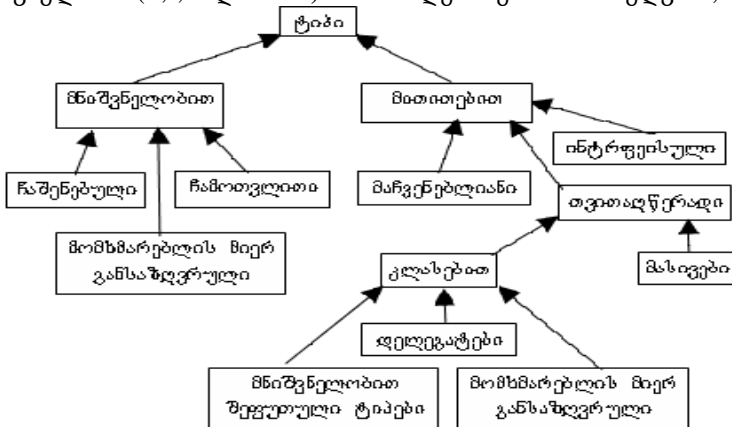 ტიპი
მნიშვნელობით
მითითებით
ინტრფეისული
ჩაშენებული
ჩამოთვლითი
მაჩვენებლიანი
თვითაღწერადი
მომხმარებლის მიერ
განსაზღვრული
კლასებით
მასივები
დელეგატები
მნიშვნელობით
შეფუთული ტიპები
მომხმარებლის მიერ
განსაზღვრული